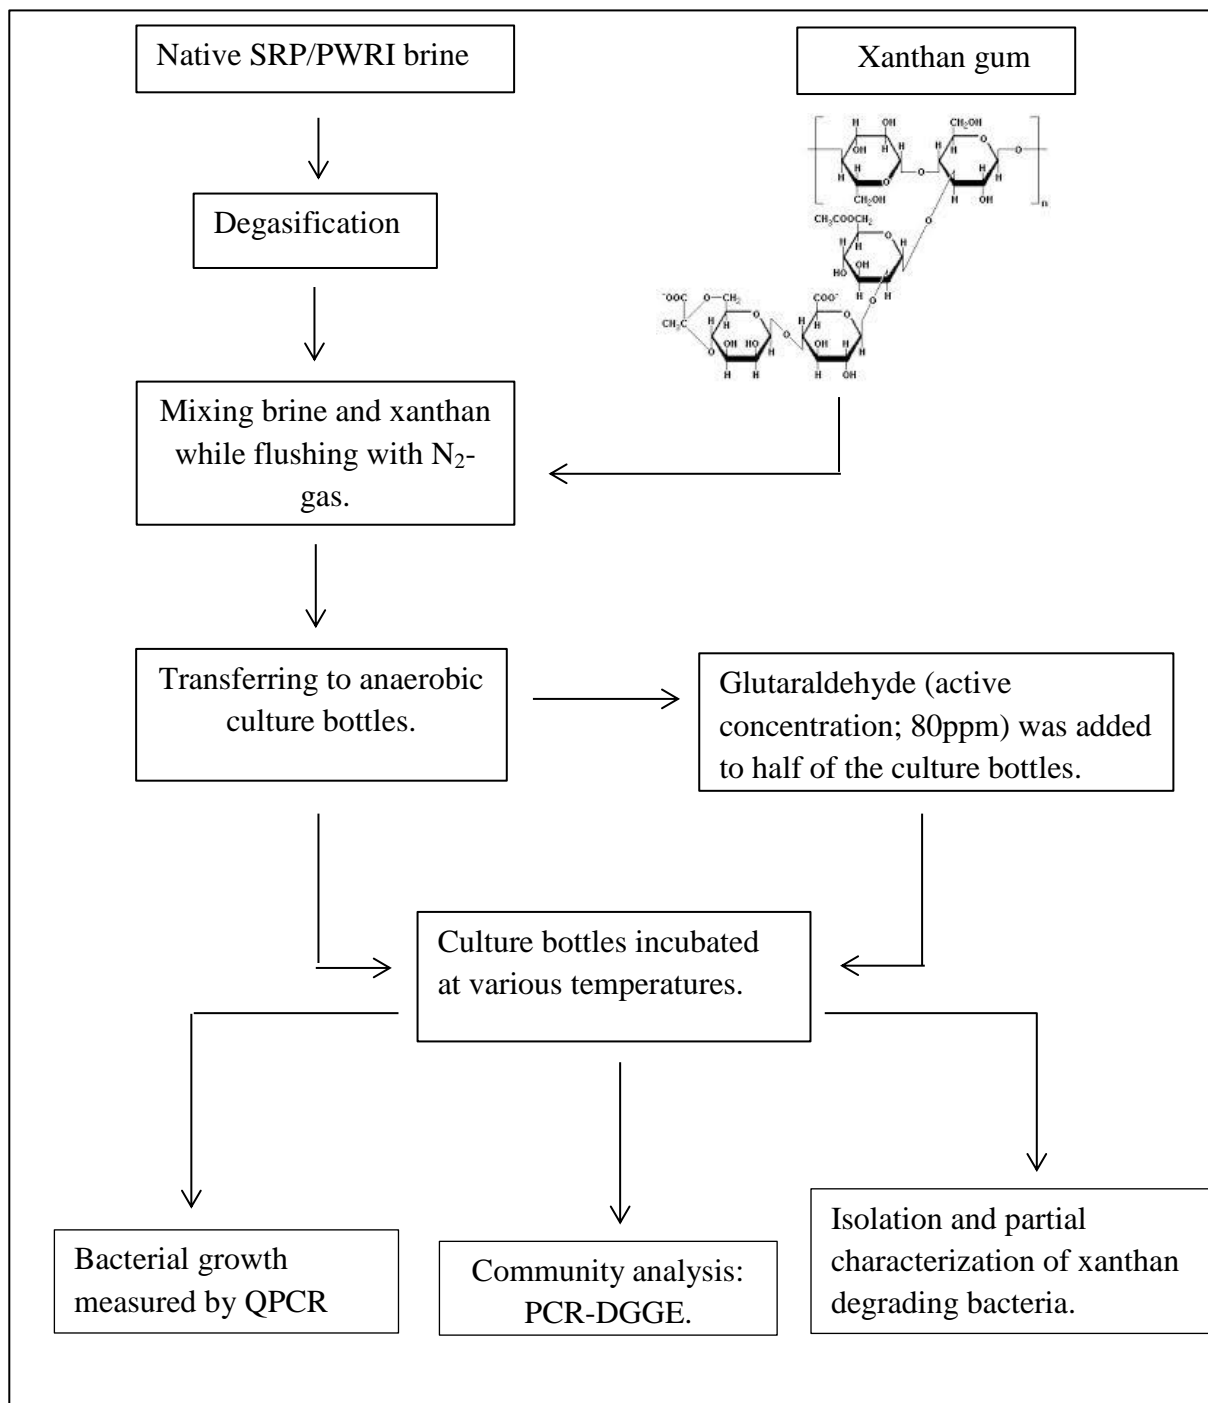 Native SRP/PWRI brine
Xanthan gum
Degasification
Mixing brine and xanthan
while flushing with N₂-
gas.
Transferring to anaerobic
culture bottles.
Glutaraldehyde (active
concentration; 80ppm) was added
to half of the culture bottles.
Culture bottles incubated
at various temperatures.
Bacterial growth
measured by QPCR
Community analysis:
PCR-DGGE.
Isolation and partial
characterization of xanthan
degrading bacteria.